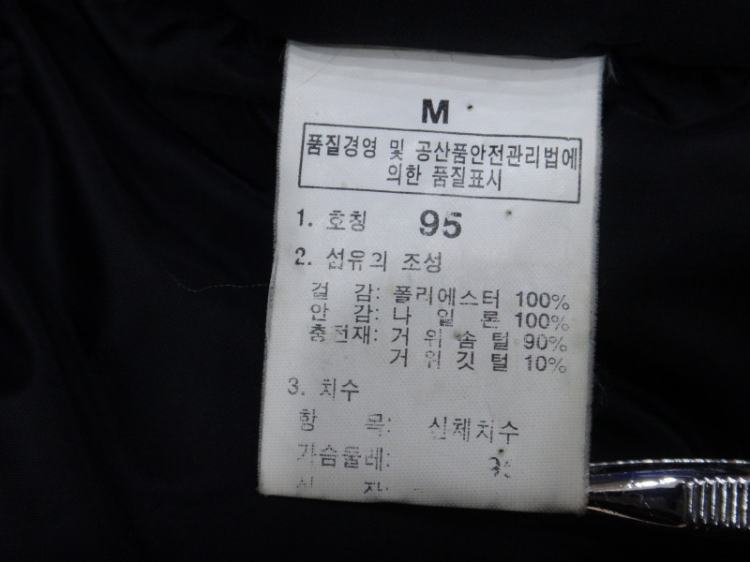 M
품질경영 및 공산품안전관리법에
의한 품질표시
1. 호칭 95
2. 섬유의 조성
겉 감: 폴리에스터 100%
안 감: 나 일 론 100%
충전재: 거 위 솜 털 90%
거 위 깃 털 10%
3. 치수
항 목: 신체치수
가슴둘레: